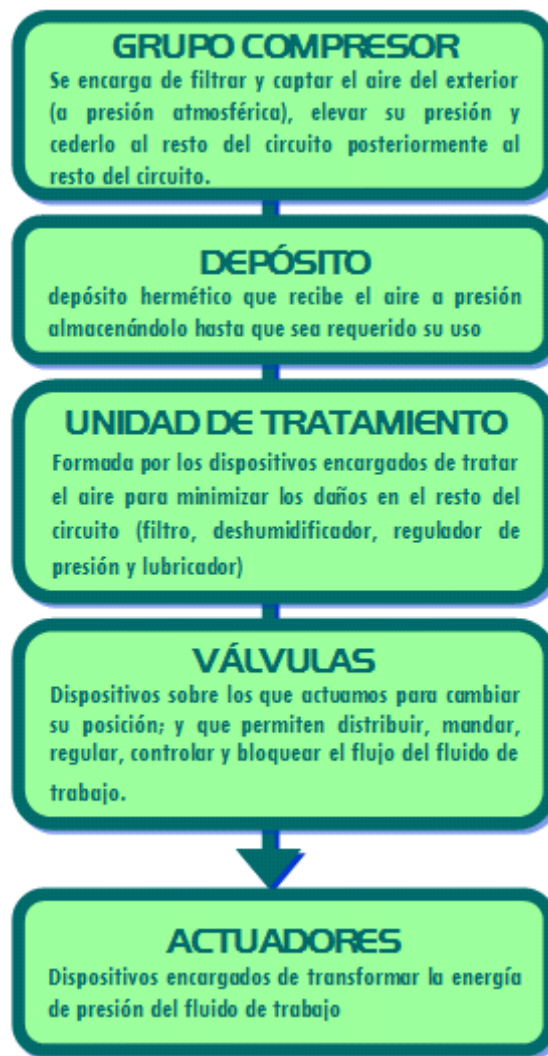 GRUPO COMPRESOR
Se encarga de filtrar y captar el aire del exterior
(a presión atmosférica), elevar su presión y
cederlo al resto del circuito posteriormente al
resto del circuito.
DEPÓSITO
depósito hermético que recibe el aire a presión
almacenándolo hasta que sea requerido su uso
UNIDAD DE TRATAMIENTO
Formada por los dispositivos encargados de tratar
el aire para minimizar los daños en el resto del
circuito (filtro, deshumidificador, regulador de
presión y lubricador)
VÁLVULAS
Dispositivos sobre los que actuamos para cambiar
su posición; y que permiten distribuir, mandar,
regular, controlar y bloquear el flujo del fluido de
trabajo.
ACTUADORES
Dispositivos encargados de transformar la energía
de presión del fluido de trabajo